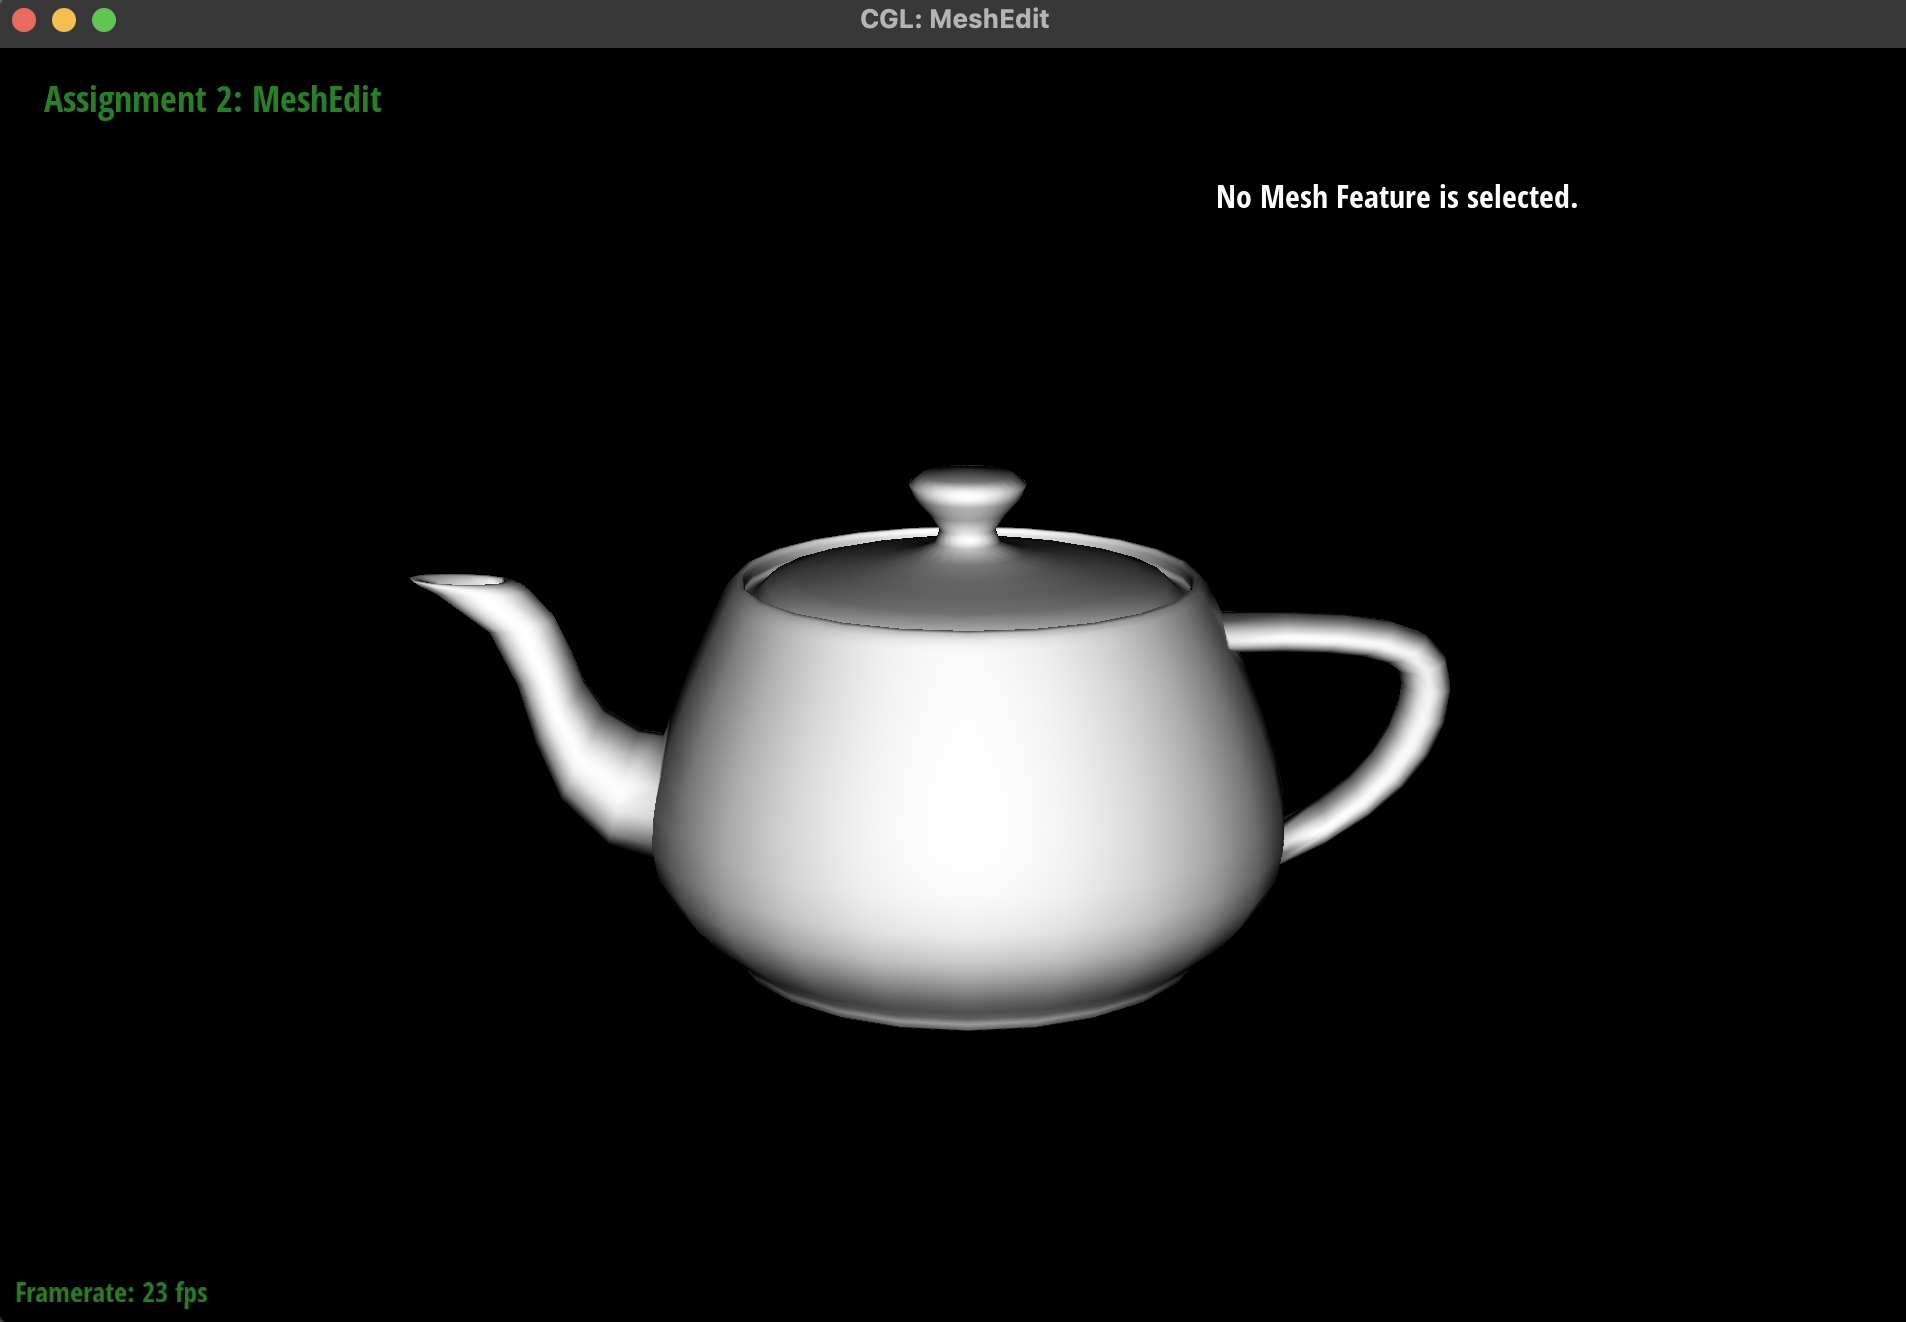 CGL: MeshEdit
Assignment 2: MeshEdit
No Mesh Feature is selected.
Framerate: 23 fps